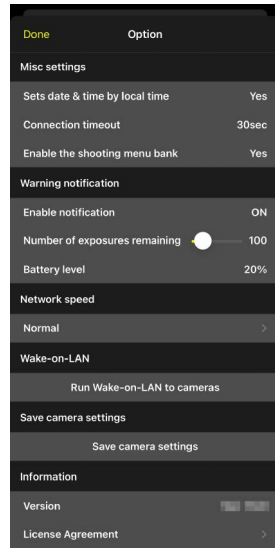 Done Option
Misc settings
Sets date & time by local time Yes
Connection timeout 30sec
Enable the shooting menu bank Yes
Warning notification
Enable notification ON
Number of exposures remaining 100
Battery level 20%
Network speed
Normal
Wake-on-LAN
Run Wake-on-LAN to cameras
Save camera settings
Save camera settings
Information
Version
License Agreement